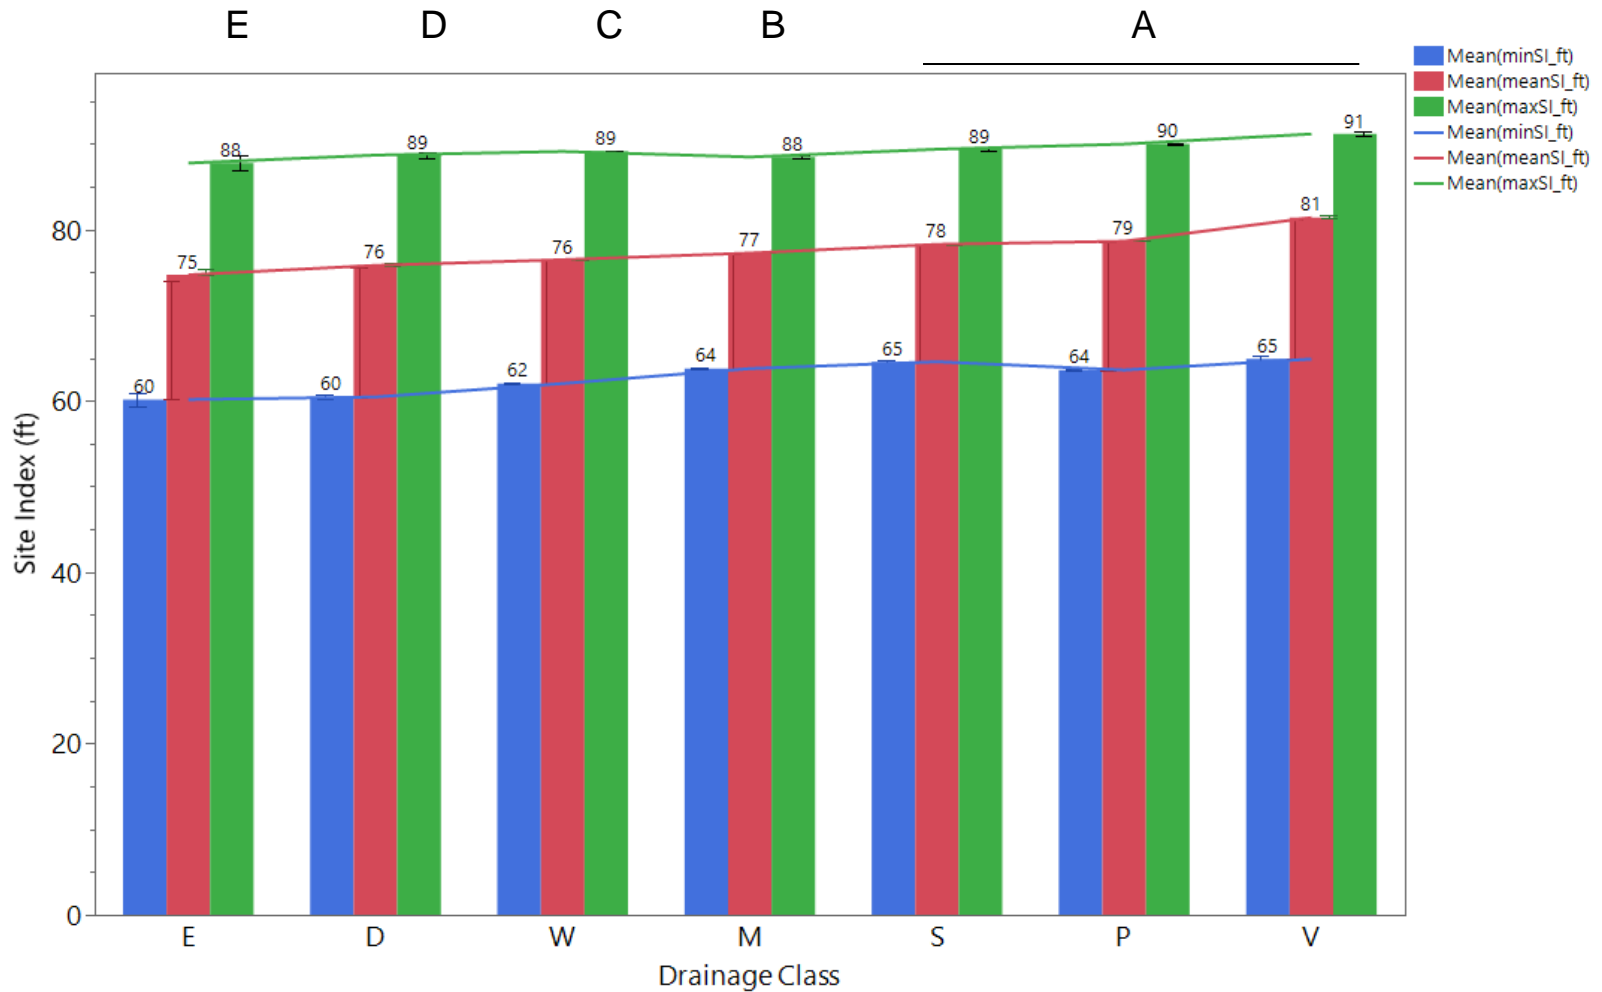 E D C B A
Mean(minSI_ft)
Mean(meanSI_ft)
Mean(maxSI_ft)
Mean(minSI_ft)
Mean(meanSI_ft)
Mean(maxSI_ft)
Site Index (ft)
80
60
40
20
0
60 75 88
60 76 89
62 76 89
64 77 88
65 78 89
64 79 90
65 81 91
E D W M S P V
Drainage Class